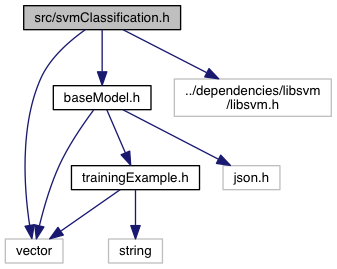 src/svmClassification.h
baseModel.h
../dependencies/libsvm
/libsvm.h
trainingExample.h
json.h
vector
string